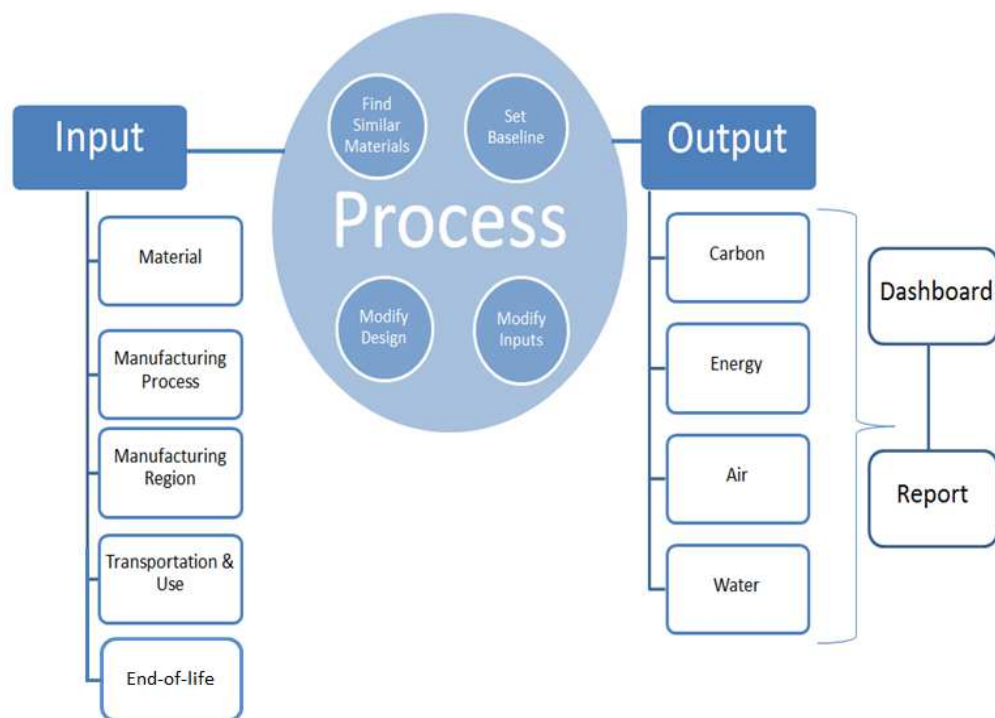 Input
Material
Manufacturing
Process
Manufacturing
Region
Transportation &
Use
End-of-life
Find
Similar
Materials
Set
Baseline
Process
Modify
Design
Modify
Inputs
Output
Carbon
Energy
Air
Water
Dashboard
Report